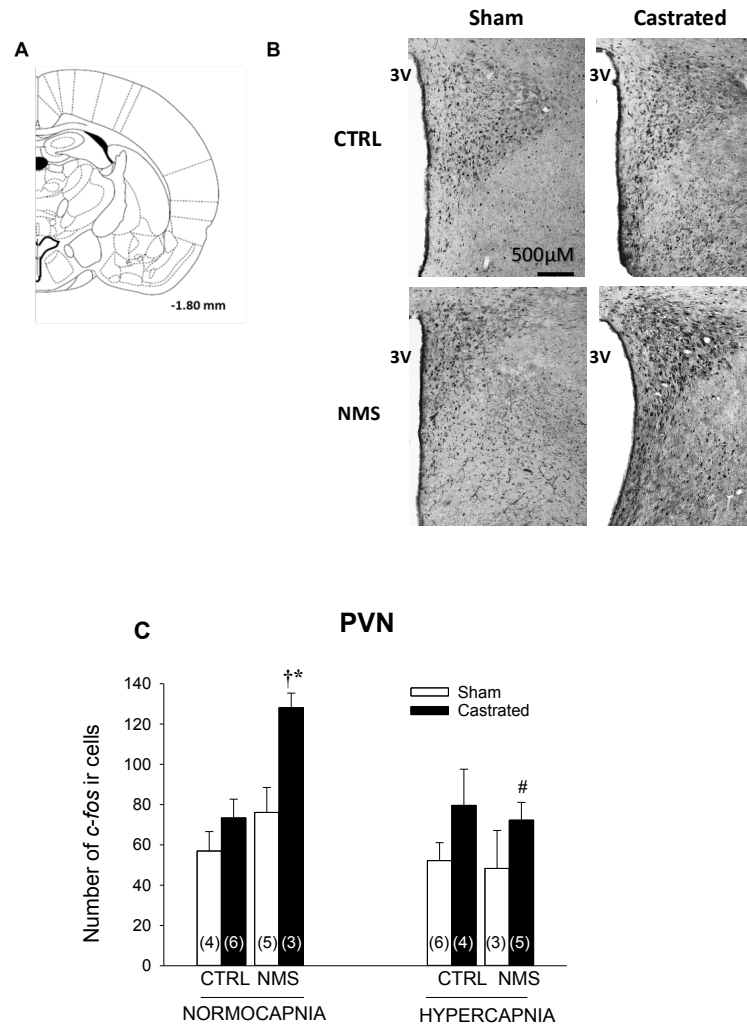 Sham Castrated
A
B
3V 3V
CTRL
500µM
-1.80 mm
3V 3V
NMS
C PVN
†*
140
Sham
120
Castrated
100
#
80
60
40
20
(4) (6) (5) (3) (6) (4) (3) (5)
0
CTRL NMS CTRL NMS
NORMOCAPNIA HYPERCAPNIA
Number of c-fos ir cells